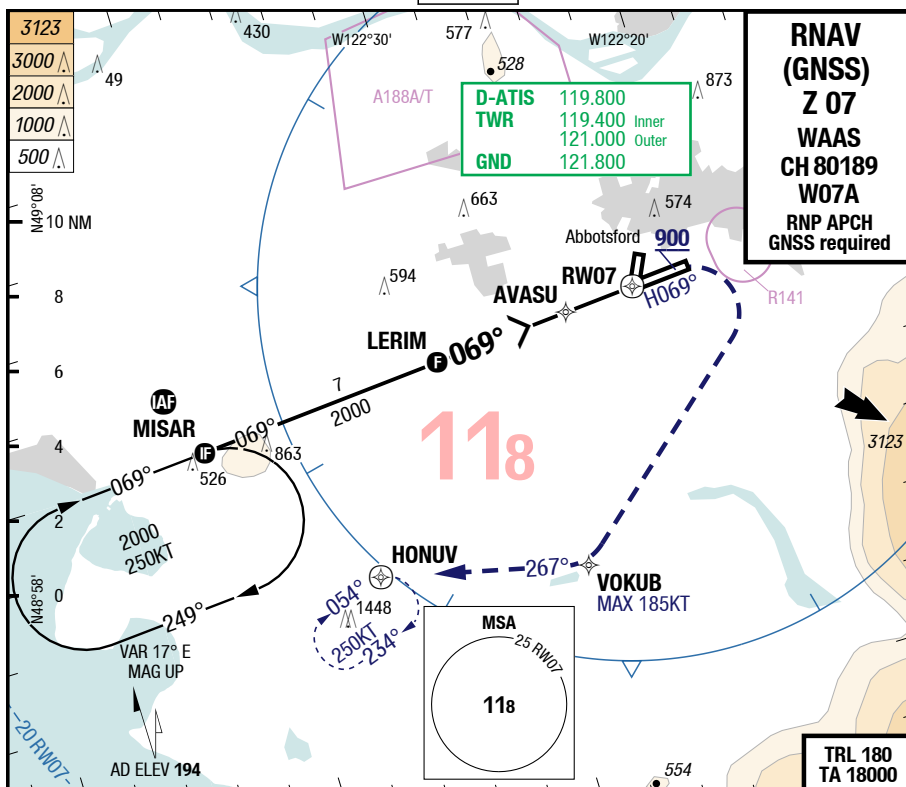 3123
3000
2000
1000
500
49
430
W122°30'
577
528
W122°20'
873
A188A/T
D-ATIS 119.800
TWR 119.400 Inner
121.000 Outer
GND 121.800
RNAV
(GNSS)
Z 07
WAAS
CH 80189
W07A
RNP APCH
GNSS required
N49°08'
10 NM
8
6
4
2
0
N48°58'
663
574
594
Abbotsford
900
RW07
H069°
R141
AVASU
LERIM
F
069°
7
2000
IAF
MISAR
IF
069°
863
526
069°
118
3123
2000
250KT
249°
HONUV
267°
VOKUB
MAX 185KT
054°
1448
250KT
234°
VAR 17° E
MAG UP
MSA
25 RW07
118
20 RW07
AD ELEV 194
554
TRL 180
TA 18000